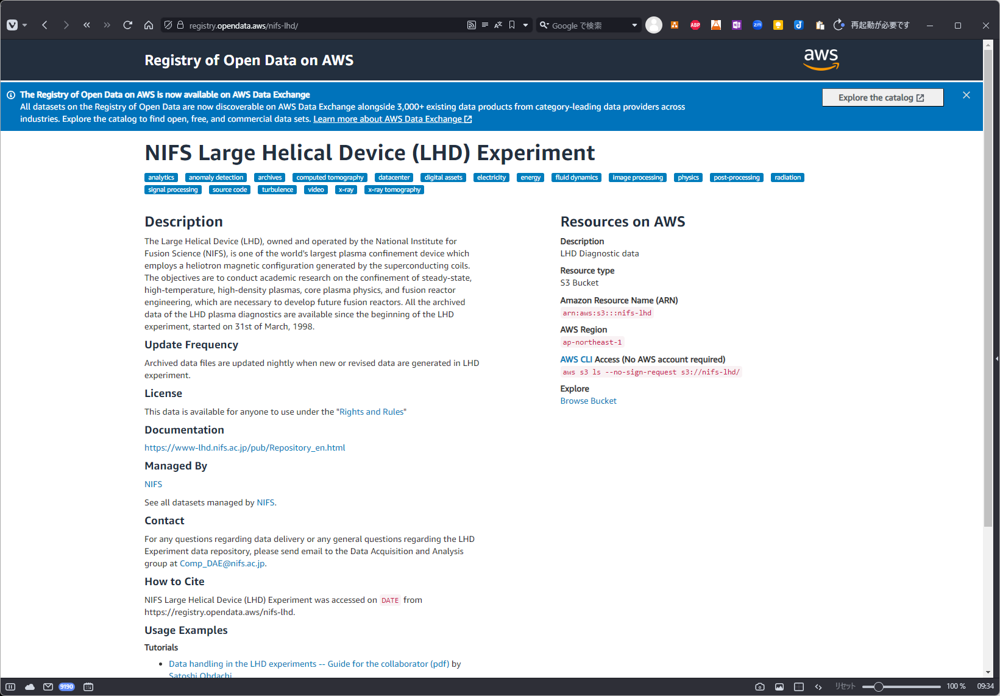 registry.opendata.aws/nifs-lhd/
Google で検索
ABP
zm
再起動が必要です
Registry of Open Data on AWS
aws
The Registry of Open Data on AWS is now available on AWS Data Exchange
All datasets on the Registry of Open Data are now discoverable on AWS Data Exchange alongside 3,000+ existing data products from category-leading data providers across
industries. Explore the catalog to find open, free, and commercial data sets. Learn more about AWS Data Exchange
Explore the catalog
NIFS Large Helical Device (LHD) Experiment
analytics anomaly detection archives computed tomography datacenter digital assets electricity energy fluid dynamics image processing physics post-processing radiation
signal processing source code turbulence video x-ray x-ray tomography
Description
The Large Helical Device (LHD), owned and operated by the National Institute for
Fusion Science (NIFS), is one of the world's largest plasma confinement device which
employs a heliotron magnetic configuration generated by the superconducting coils.
The objectives are to conduct academic research on the confinement of steady-state,
high-temperature, high-density plasmas, core plasma physics, and fusion reactor
engineering, which are necessary to develop future fusion reactors. All the archived
data of the LHD plasma diagnostics are available since the beginning of the LHD
experiment, started on 31st of March, 1998.
Update Frequency
Archived data files are updated nightly when new or revised data are generated in LHD
experiment.
License
This data is available for anyone to use under the "Rights and Rules"
Documentation
https://www-lhd.nifs.ac.jp/pub/Repository_en.html
Managed By
NIFS
See all datasets managed by NIFS.
Contact
For any questions regarding data delivery or any general questions regarding the LHD
Experiment data repository, please send email to the Data Acquisition and Analysis
group at Comp_DAE@nifs.ac.jp.
How to Cite
NIFS Large Helical Device (LHD) Experiment was accessed on DATE from
https://registry.opendata.aws/nifs-lhd.
Usage Examples
Tutorials
Data handling in the LHD experiments -- Guide for the collaborator (pdf) by
Satoshi Ohdachi
Resources on AWS
Description
LHD Diagnostic data
Resource type
S3 Bucket
Amazon Resource Name (ARN)
arn:aws:s3:::nifs-lhd
AWS Region
ap-northeast-1
AWS CLI Access (No AWS account required)
aws s3 ls --no-sign-request s3://nifs-lhd/
Explore
Browse Bucket
9190
リセット
100 %
09:34